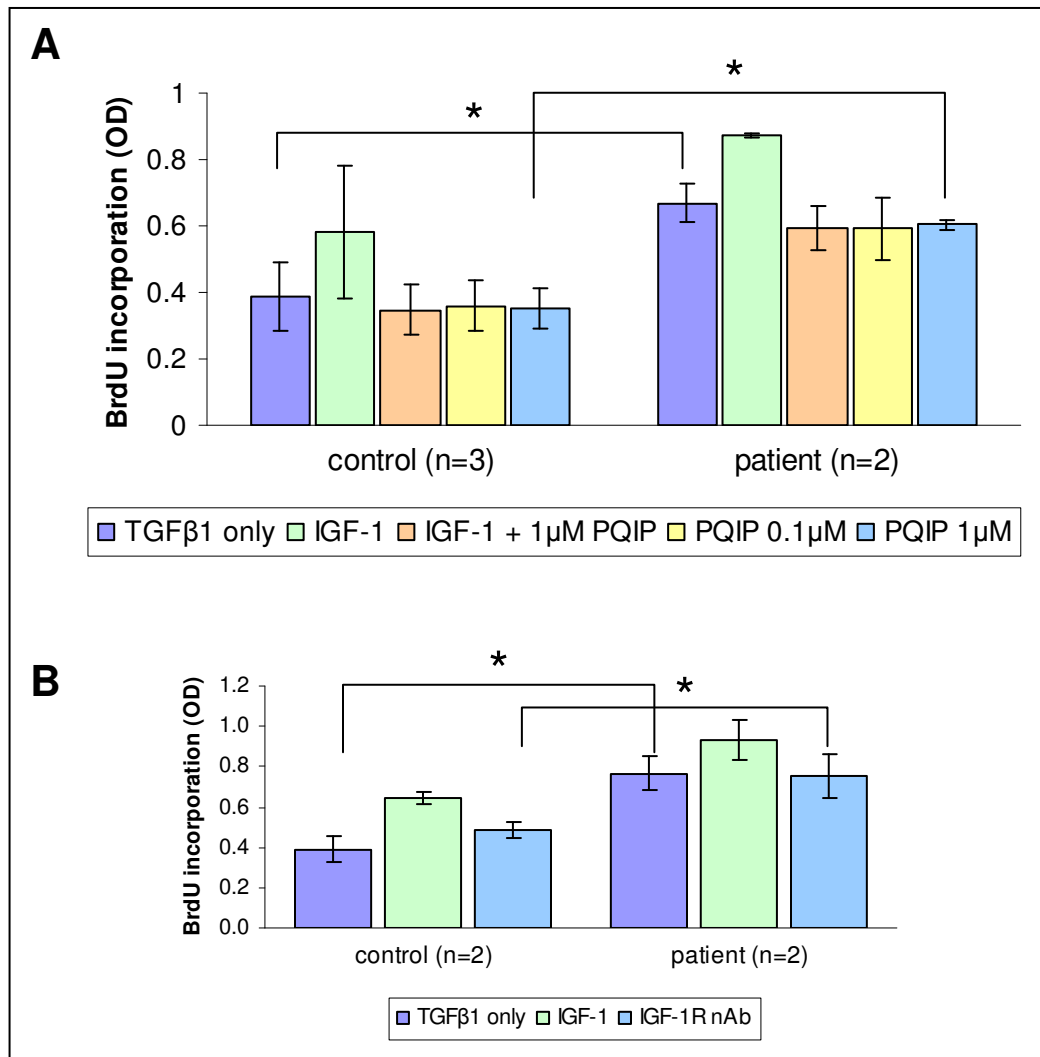 A
*
*
1
0.8
0.6
0.4
0.2
0
BrdU incorporation (OD)
control (n=3) patient (n=2)
TGFβ1 only IGF-1 IGF-1 + 1µM PQIP PQIP 0.1µM PQIP 1µM
B
*
*
1.2
1.0
0.8
0.6
0.4
0.2
0.0
BrdU incorporation (OD)
control (n=2) patient (n=2)
TGFβ1 only IGF-1 IGF-1R nAb